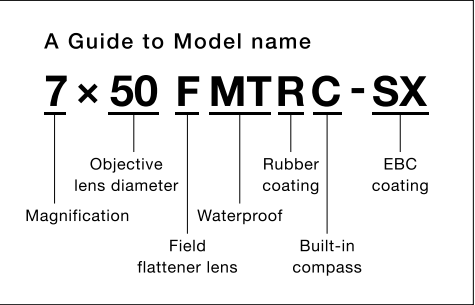 A Guide to Model name
7 × 50 FMTRC-SX
Objective
lens diameter
Rubber
coating
EBC
coating
Magnification
Waterproof
Field
flattener lens
Built-in
compass